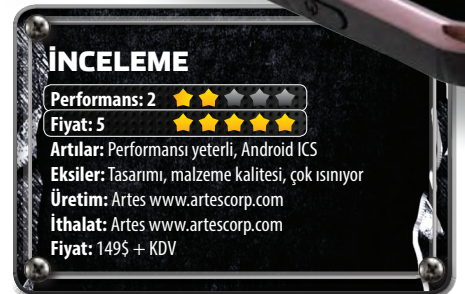 İNCELEME
Performans: 2
Fiyat: 5
Artılar: Performansı yeterli, Android ICS
Eksiler: Tasarımı, malzeme kalitesi, çok ısınıyor
Üretim: Artes www.artescorp.com
İthalat: Artes www.artescorp.com
Fiyat: 149$ + KDV